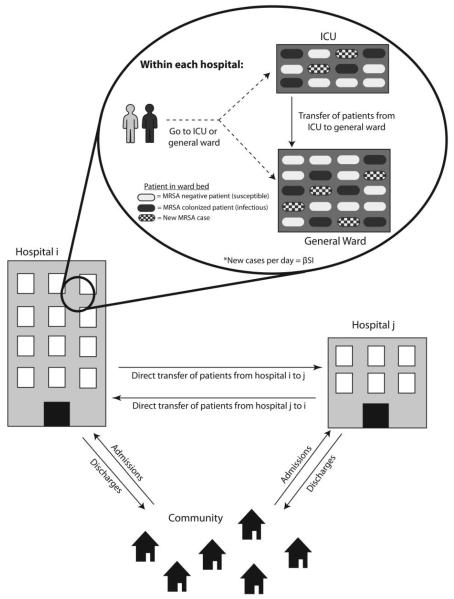 ICU
Within each hospital:
Go to ICU or
general ward
Transfer of patients from
ICU to general ward
Patient in ward bed
= MRSA negative patient (susceptible)
= MRSA colonized patient (infectious)
= New MRSA case
General Ward
*New cases per day = βSI
Hospital i
Hospital j
Direct transfer of patients from hospital i to j
Direct transfer of patients from hospital j to i
Admissions
Discharges
Admissions
Discharges
Community